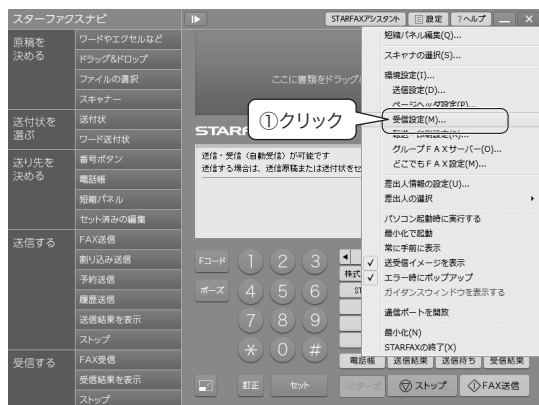 スターファクスナビ
STARFAXアシスタント
設定
?ヘルプ
原稿を
決める
ワードやエクセルなど
ドラッグ&ドロップ
ファイルの選択
スキャナー
送付状を
選ぶ
送付状
ワード送付状
送り先を
決める
番号ボタン
電話帳
短縮パネル
セット済みの編集
送信する
FAX送信
割り込み送信
予約送信
履歴送信
送信結果を表示
ストップ
受信する
FAX受信
受信結果を表示
ストップ
ここに書類をドラッグ
STARF
送信・受信(自動受信)が可能です
送信する場合は、送信原稿または送付状をセ
Fコード
1
2
3
ポーズ
4
5
6
7
8
9
*
0
#
訂正
セット
株式
ST
電話帳
送信結果
送信待ち
受信結果
ストップ
FAX送信
①クリック
短縮パネル編集(Q)...
スキャナの選択(S)...
環境設定(I)...
送信設定(D)...
ページヘッダ設定(P)...
受信設定(M)...
グループFAXサーバー(O)...
どこでもFAX設定(M)...
差出人情報の設定(U)...
差出人の選択
パソコン起動時に実行する
最小化で起動
常に手前に表示
送受信イメージを表示
エラー時にポップアップ
ガイダンスウィンドウを表示する
通信ポートを開放
最小化(N)
STARFAXの終了(X)